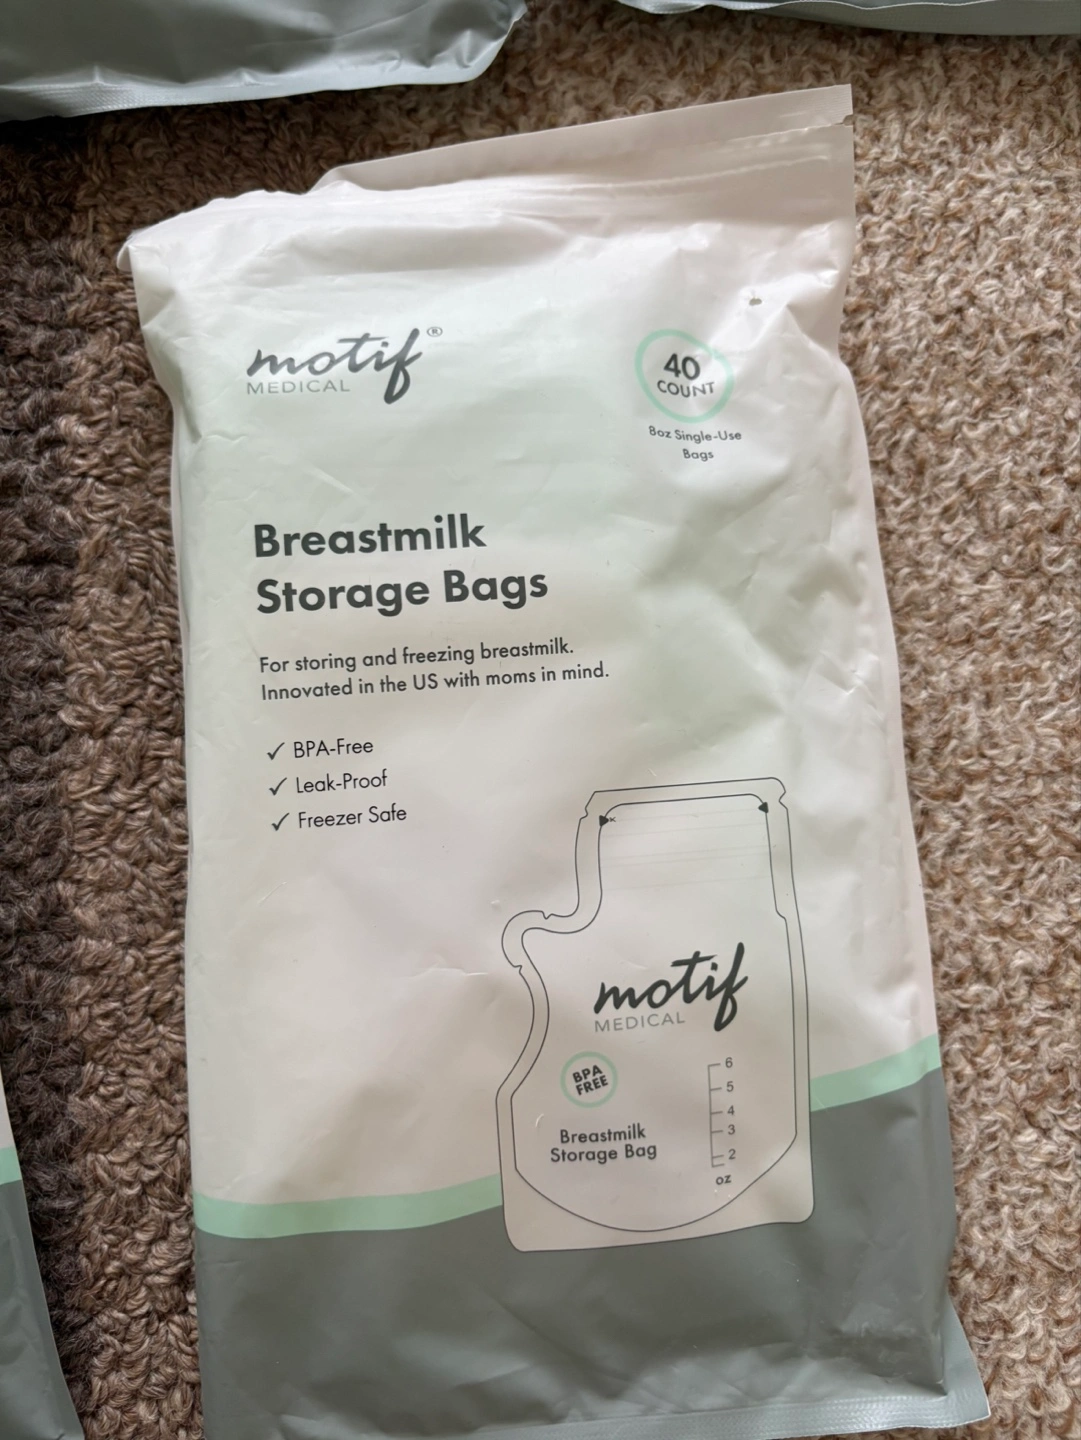 motif®
MEDICAL
40
COUNT
8oz Single-Use
Bags
Breastmilk
Storage Bags
For storing and freezing breastmilk.
Innovated in the US with moms in mind.
✓ BPA-Free
✓ Leak-Proof
✓ Freezer Safe
motif
MEDICAL
BPA
FREE
Breastmilk
Storage Bag
6
5
4
3
2
oz